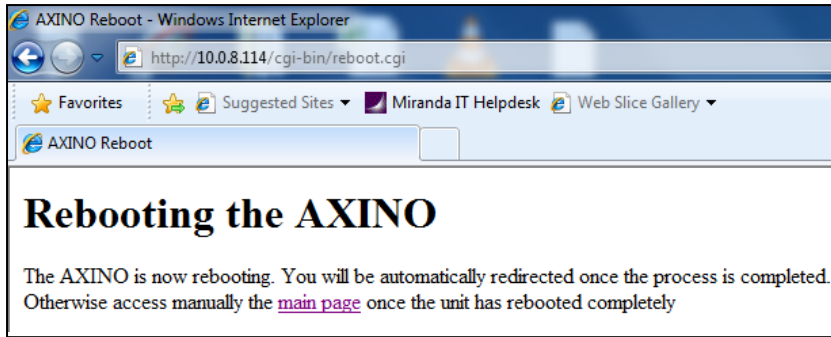 AXINO Reboot - Windows Internet Explorer
http://10.0.8.114/cgi-bin/reboot.cgi
Favorites Suggested Sites Miranda IT Helpdesk Web Slice Gallery
AXINO Reboot
Rebooting the AXINO
The AXINO is now rebooting. You will be automatically redirected once the process is completed.
Otherwise access manually the main page once the unit has rebooted completely